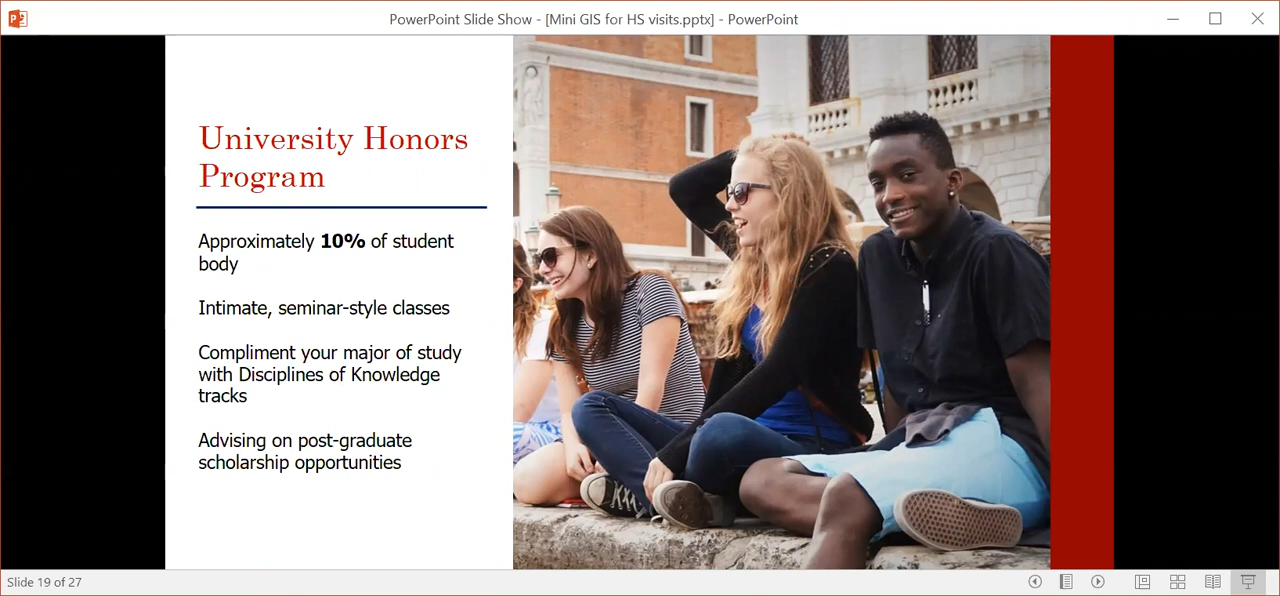 PowerPoint Slide Show - [Mini GIS for HS visits.pptx] - PowerPoint
University Honors
Program
Approximately 10% of student
body
Intimate, seminar-style classes
Compliment your major of study
with Disciplines of Knowledge
tracks
Advising on post-graduate
scholarship opportunities
Slide 19 of 27